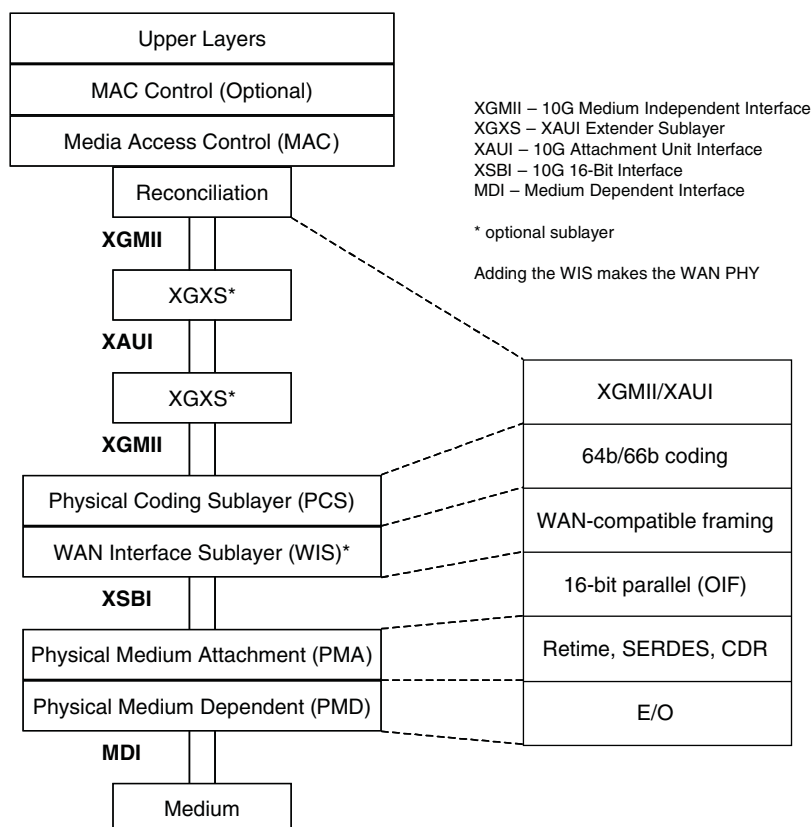 Upper Layers
MAC Control (Optional)
Media Access Control (MAC)
Reconciliation
XGMII
XGXS*
XAUI
XGXS*
XGMII
Physical Coding Sublayer (PCS)
WAN Interface Sublayer (WIS)*
XSBI
Physical Medium Attachment (PMA)
Physical Medium Dependent (PMD)
MDI
Medium
XGMII – 10G Medium Independent Interface
XGXS – XAUI Extender Sublayer
XAUI – 10G Attachment Unit Interface
XSBI – 10G 16-Bit Interface
MDI – Medium Dependent Interface
* optional sublayer
Adding the WIS makes the WAN PHY
XGMII/XAUI
64b/66b coding
WAN-compatible framing
16-bit parallel (OIF)
Retime, SERDES, CDR
E/O